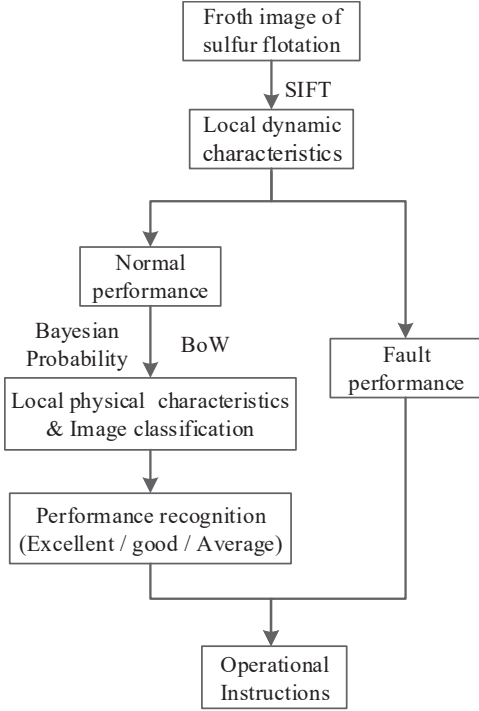 Froth image of
sulfur flotation
SIFT
Local dynamic
characteristics
Normal
performance
Bayesian
Probability
BoW
Fault
performance
Local physical characteristics
& Image classification
Performance recognition
(Excellent / good / Average)
Operational
Instructions